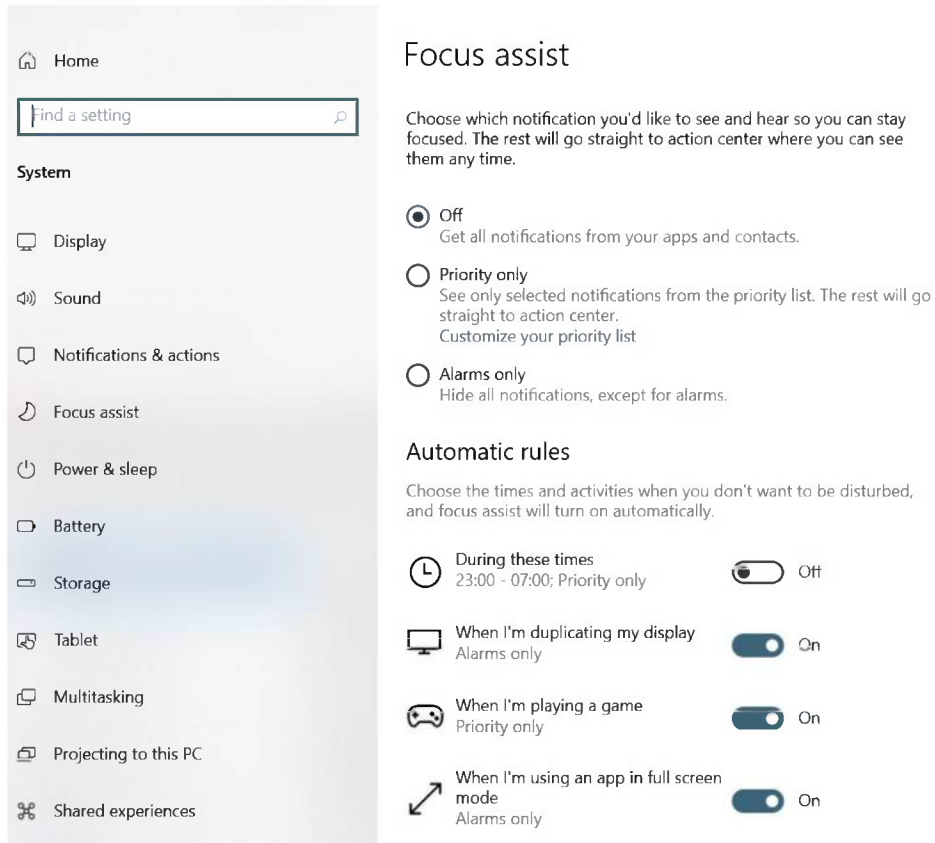 Home
Find a setting
System
Display
Sound
Notifications & actions
Focus assist
Power & sleep
Battery
Storage
Tablet
Multitasking
Projecting to this PC
Shared experiences
Focus assist
Choose which notification you'd like to see and hear so you can stay
focused. The rest will go straight to action center where you can see
them any time.
Off
Get all notifications from your apps and contacts.
Priority only
See only selected notifications from the priority list. The rest will go
straight to action center.
Customize your priority list
Alarms only
Hide all notifications, except for alarms.
Automatic rules
Choose the times and activities when you don't want to be disturbed,
and focus assist will turn on automatically.
During these times
23:00 - 07:00; Priority only
Off
When I'm duplicating my display
Alarms only
On
When I'm playing a game
Priority only
On
When I'm using an app in full screen
mode
Alarms only
On